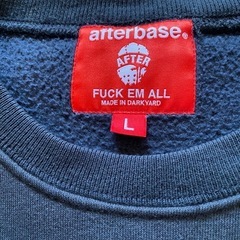 afterbase®
AFTER
FUCK EM ALL
MADE IN DARKYARD
L